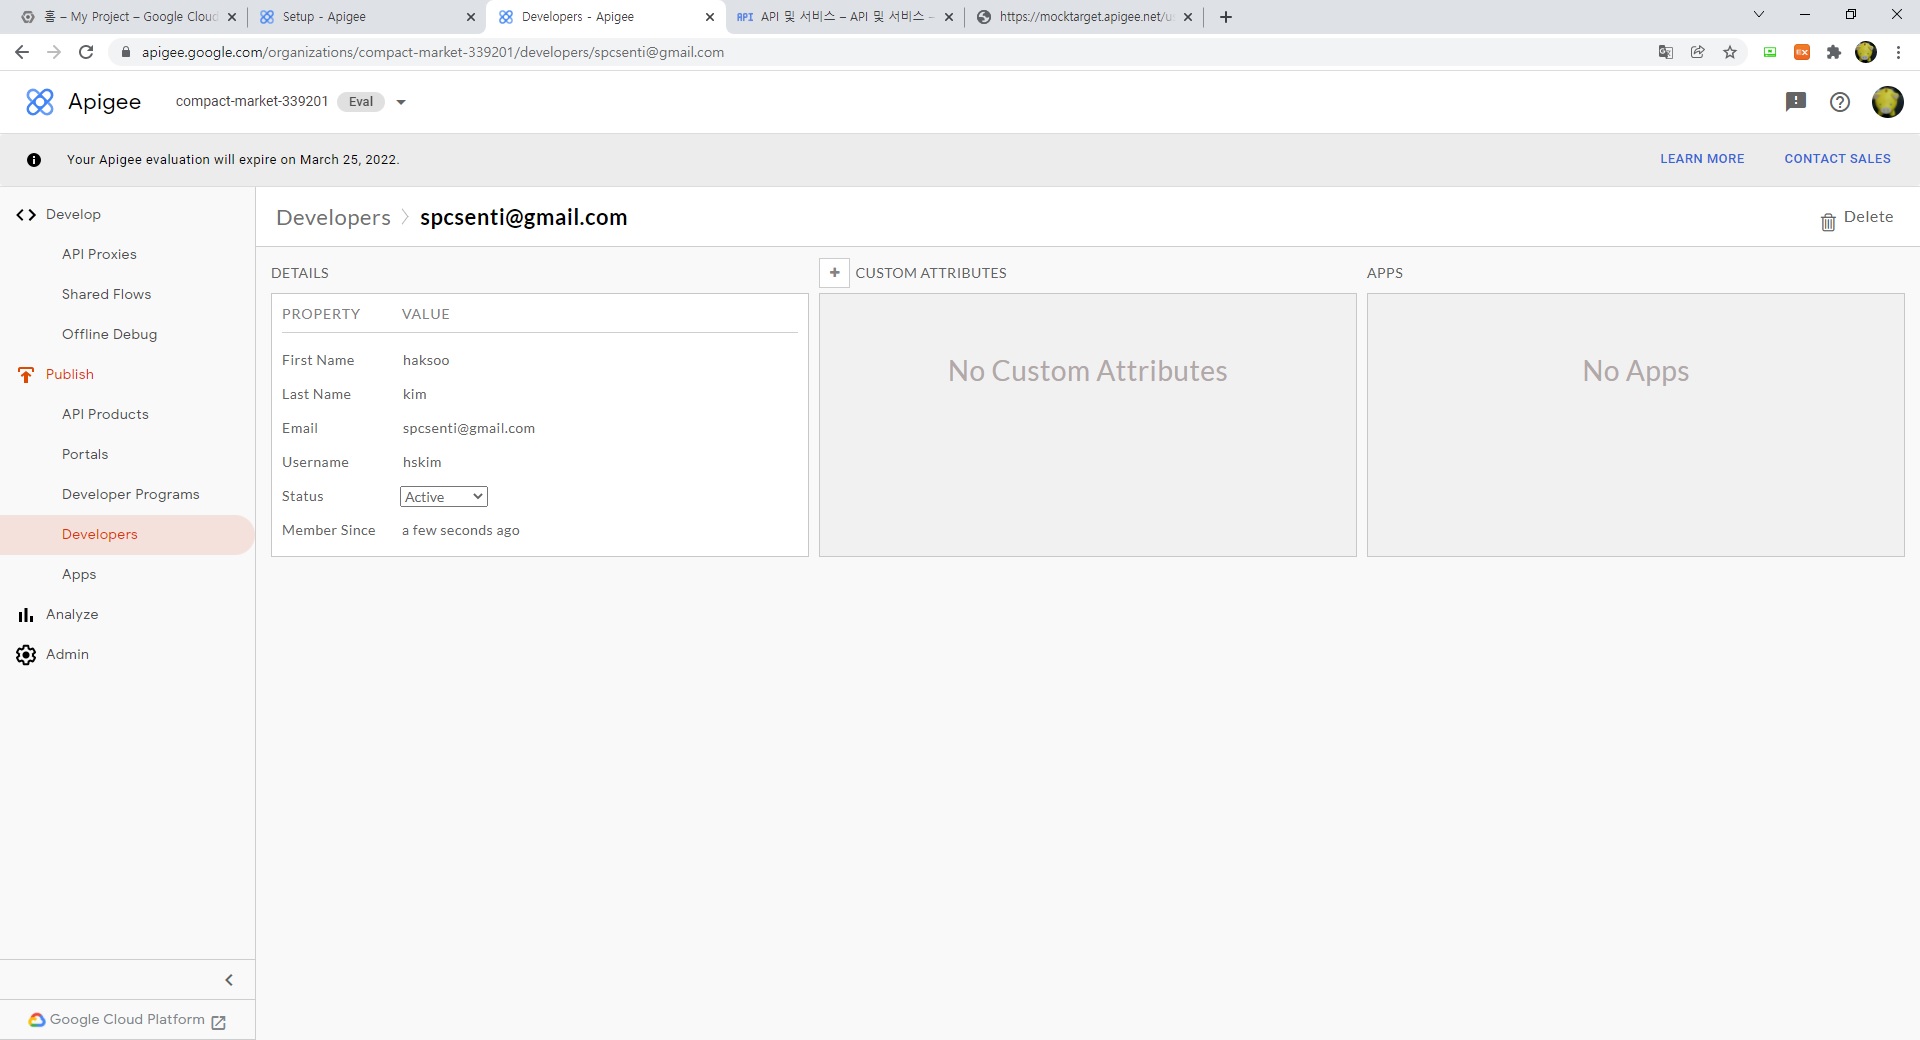 홈 – My Project – Google Cloud
Setup - Apigee
Developers - Apigee
API API 및 서비스 – API 및 서비스 –
https://mocktarget.apigee.net/u
apigee.google.com/organizations/compact-market-339201/developers/spcsenti@gmail.com
EX
Apigee
compact-market-339201
Eval
Your Apigee evaluation will expire on March 25, 2022.
LEARN MORE
CONTACT SALES
Develop
API Proxies
Shared Flows
Offline Debug
Publish
API Products
Portals
Developer Programs
Developers
Apps
Analyze
Admin
Google Cloud Platform
Developers
spcsenti@gmail.com
Delete
DETAILS
PROPERTY VALUE
First Name haksoo
Last Name kim
Email spcsenti@gmail.com
Username hskim
Status Active
Member Since a few seconds ago
+ CUSTOM ATTRIBUTES
No Custom Attributes
APPS
No Apps